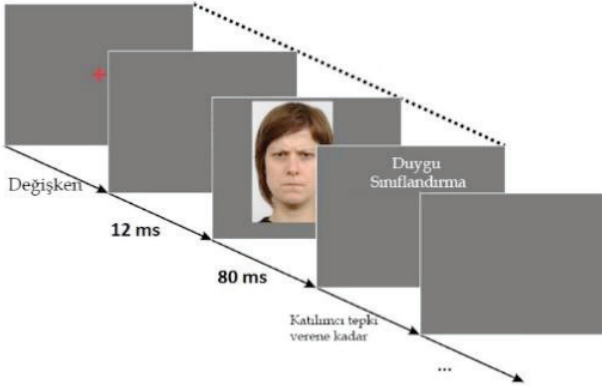 Duygu
Sınıflandırma
Değişken
12 ms
80 ms
Katılımcı tepki
verene kadar
...